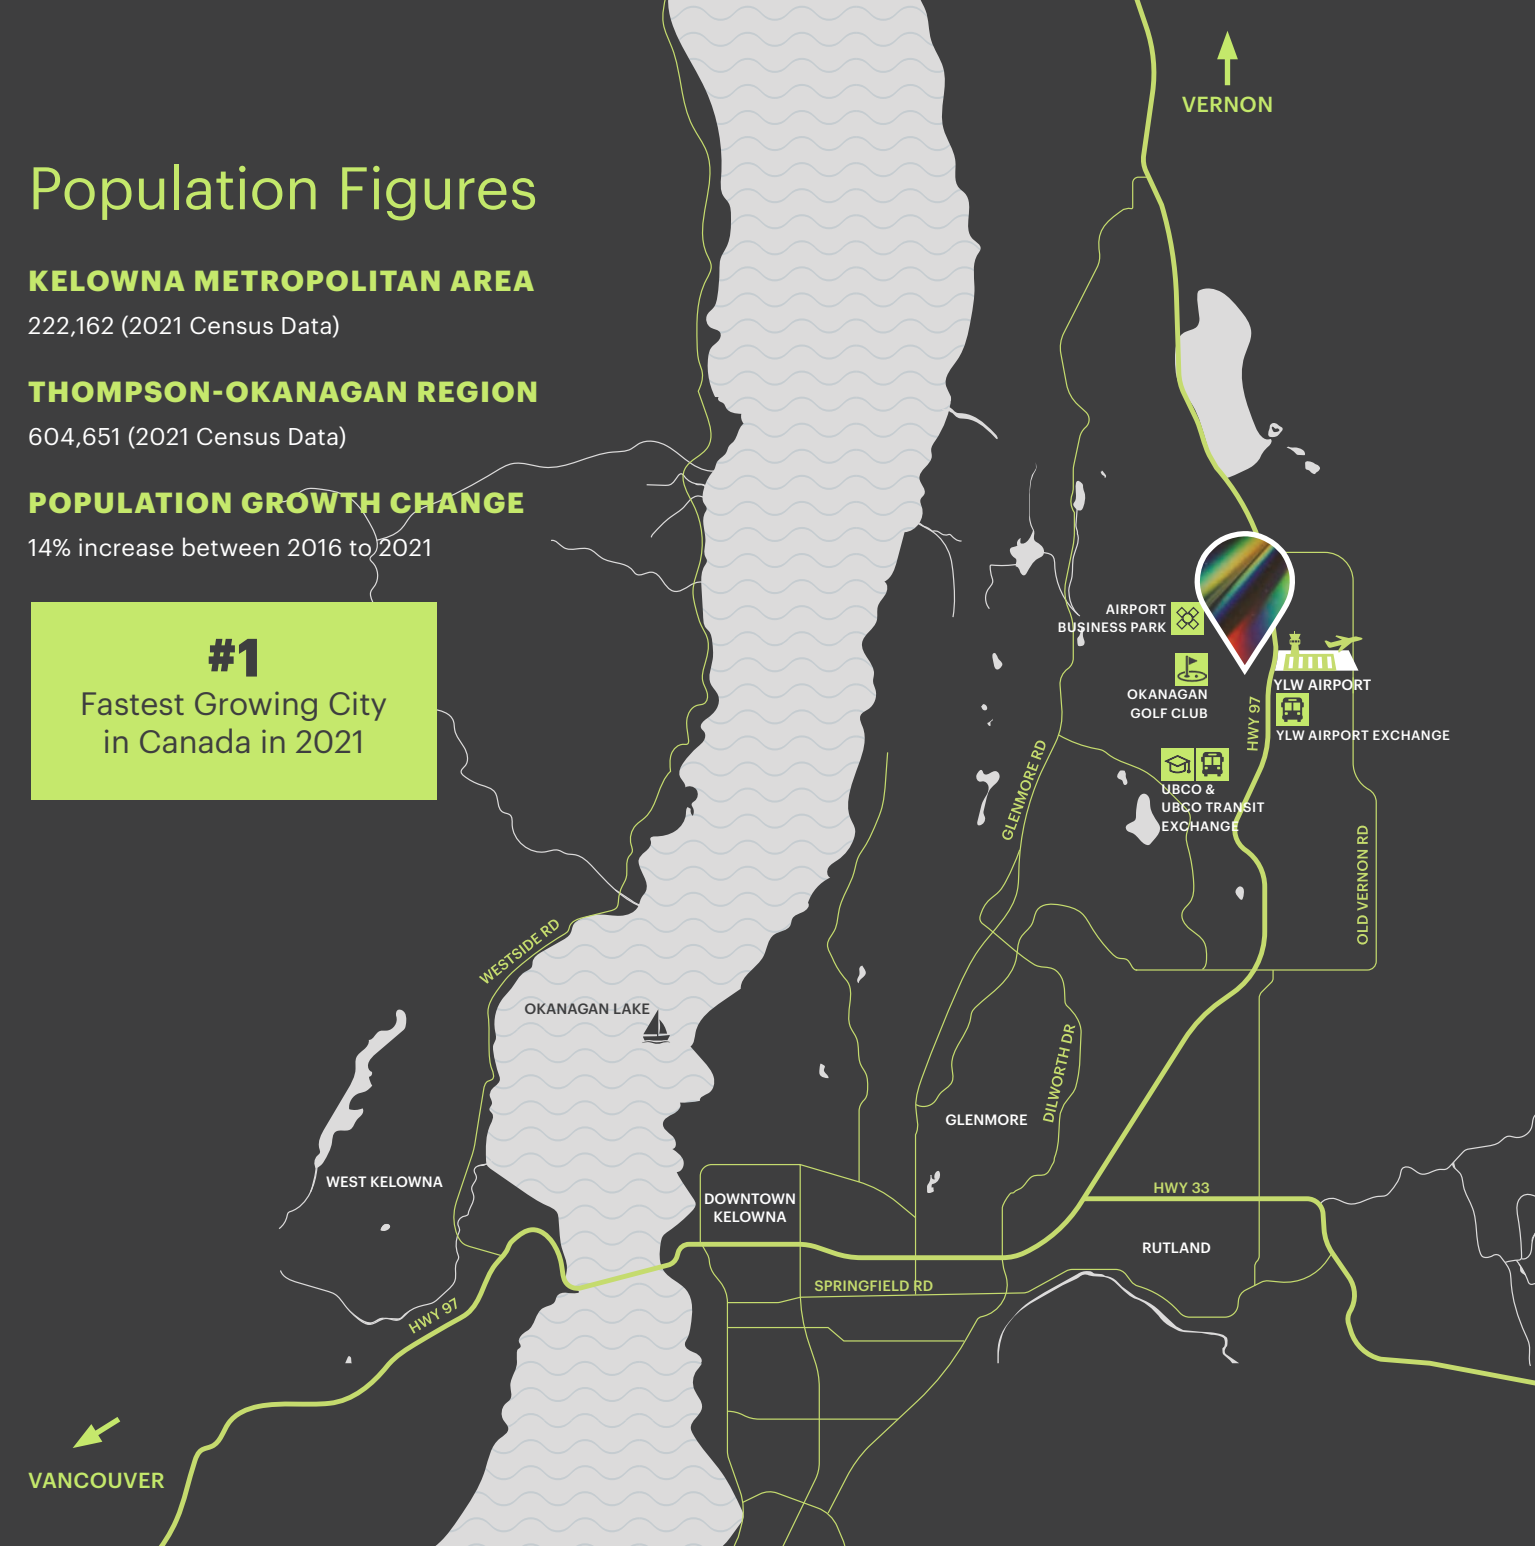 Population Figures
KELOWNA METROPOLITAN AREA
222,162 (2021 Census Data)
THOMPSON-OKANAGAN REGION
604,651 (2021 Census Data)
POPULATION GROWTH CHANGE
14% increase between 2016 to 2021
#1
Fastest Growing City
in Canada in 2021
VERNON
AIRPORT
BUSINESS PARK
OKANAGAN
GOLF CLUB
YLW AIRPORT
HWY 97
YLW AIRPORT EXCHANGE
UBCO &
UBCO TRANSIT
EXCHANGE
GLENMORE RD
OLD VERNON RD
WESTSIDE RD
OKANAGAN LAKE
DILWORTH DR
GLENMORE
WEST KELOWNA
DOWNTOWN
KELOWNA
HWY 33
RUTLAND
SPRINGFIELD RD
HWY 97
VANCOUVER